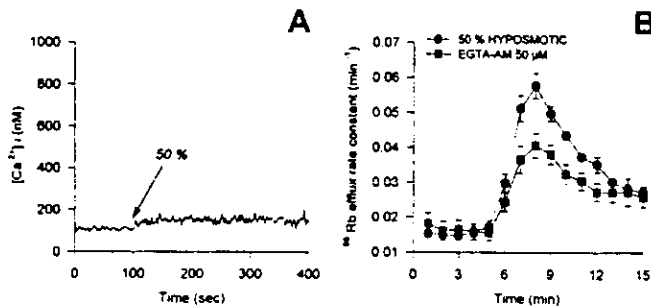 A
1000
800
600
400
200
0
[Ca²⁺]i (nM)
50 %
0 100 200 300 400
Time (sec)
B
50 % HYPOSMOTIC
EGTA-AM 50 µM
0.07
0.06
0.05
0.04
0.03
0.02
0.01
⁸⁶ Rb efflux rate constant (min⁻¹)
0 3 6 9 12 15
Time (min)